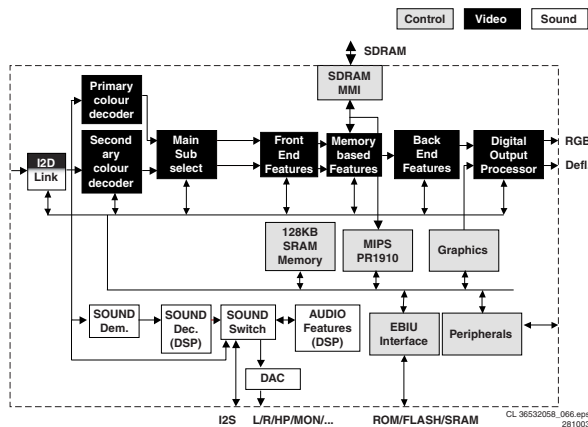 Control
Video
Sound
SDRAM
SDRAM
MMI
Primary
colour
decoder
Second
ary
colour
decoder
I2D
Link
Main
Sub
select
Front
End
Features
Memory
based
Features
Back
End
Features
Digital
Output
Processor
RGB
Defl.
128KB
SRAM
Memory
MIPS
PR1910
Graphics
SOUND
Dem.
SOUND
Dec.
(DSP)
SOUND
Switch
AUDIO
Features
(DSP)
EBIU
Interface
Peripherals
DAC
I2S
L/R/HP/MON/...
ROM/FLASH/SRAM
CL 36532058_066.eps